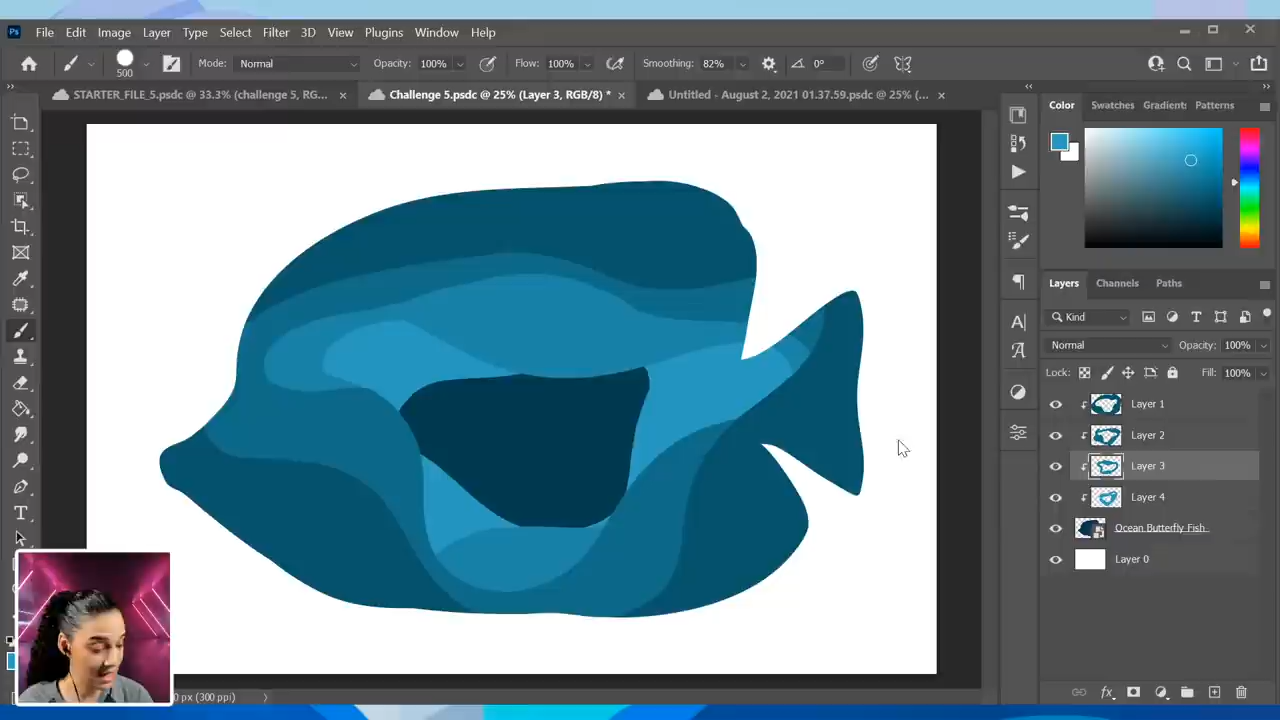 Ps File Edit Image Layer Type Select Filter 3D View Plugins Window Help
500 Mode: Normal Opacity: 100% Flow: 100% Smoothing: 82% 0°
STARTER_FILE_5.psdc @ 33.3% (challenge 5, RG... Challenge 5.psdc @ 25% (Layer 3, RGB/8) * Untitled - August 2, 2021 01.37.59.psdc @ 25% (...
Color Swatches Gradient: Patterns
Layers Channels Paths
Kind
Normal Opacity: 100%
Lock: Fill: 100%
Layer 1
Layer 2
Layer 3
Layer 4
Ocean Butterfly Fish
Layer 0
px (300 ppi)
fx